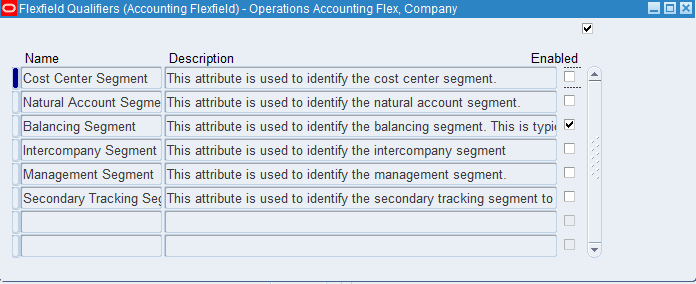 Flexfield Qualifiers (Accounting Flexfield) - Operations Accounting Flex, Company
Name Description Enabled
Cost Center Segment This attribute is used to identify the cost center segment.
Natural Account Segme This attribute is used to identify the natural account segment.
Balancing Segment This attribute is used to identify the balancing segment. This is typi
Intercompany Segment This attribute is used to identify the intercompany segment
Management Segment This attribute is used to identify the management segment.
Secondary Tracking Seg This attribute is used to identify the secondary tracking segment to